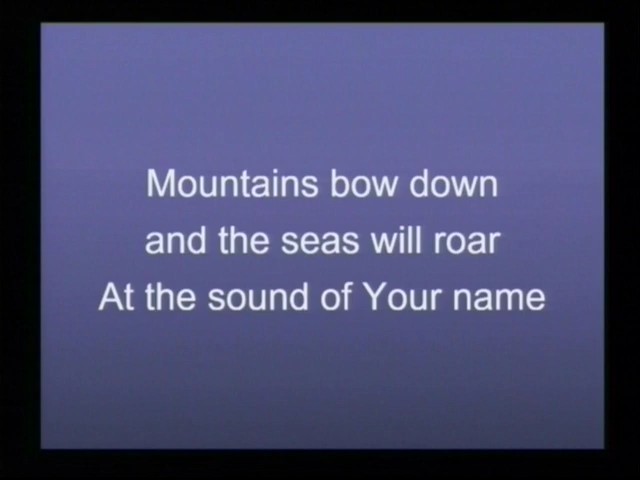 Mountains bow down
and the seas will roar
At the sound of Your name